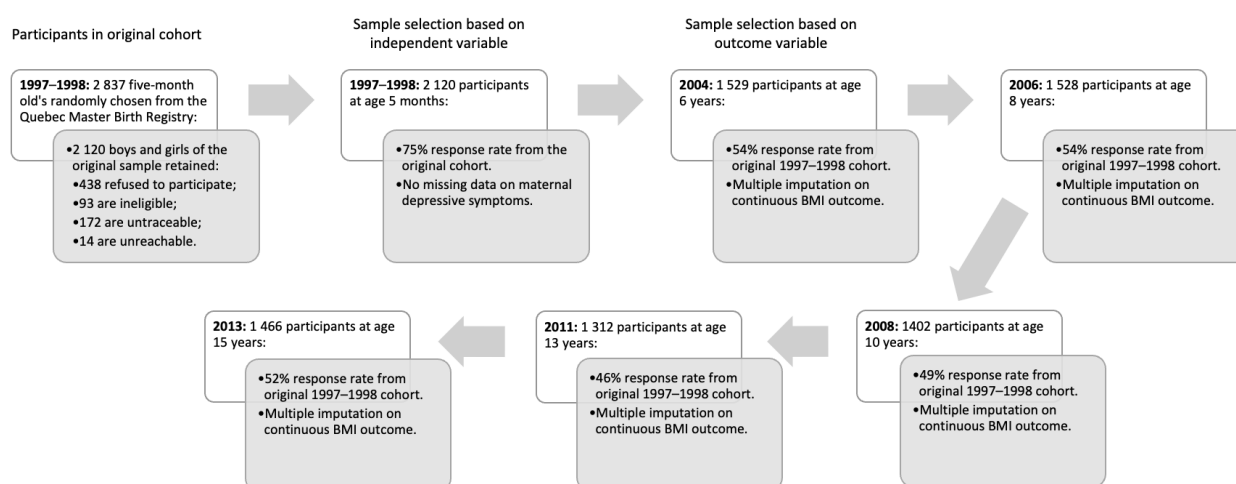 Participants in original cohort
Sample selection based on
independent variable
Sample selection based on
outcome variable
1997–1998: 2 837 five-month
old's randomly chosen from the
Quebec Master Birth Registry:
•2 120 boys and girls of the
original sample retained:
•438 refused to participate;
•93 are ineligible;
•172 are untraceable;
•14 are unreachable.
1997–1998: 2 120 participants
at age 5 months:
•75% response rate from the
original cohort.
•No missing data on maternal
depressive symptoms.
2004: 1 529 participants at age
6 years:
•54% response rate from
original 1997–1998 cohort.
•Multiple imputation on
continuous BMI outcome.
2006: 1 528 participants at age
8 years:
•54% response rate from
original 1997–1998 cohort.
•Multiple imputation on
continuous BMI outcome.
2008: 1402 participants at age
10 years:
•49% response rate from
original 1997–1998 cohort.
•Multiple imputation on
continuous BMI outcome.
2011: 1 312 participants at age
13 years:
•46% response rate from
original 1997–1998 cohort.
•Multiple imputation on
continuous BMI outcome.
2013: 1 466 participants at age
15 years:
•52% response rate from
original 1997–1998 cohort.
•Multiple imputation on
continuous BMI outcome.